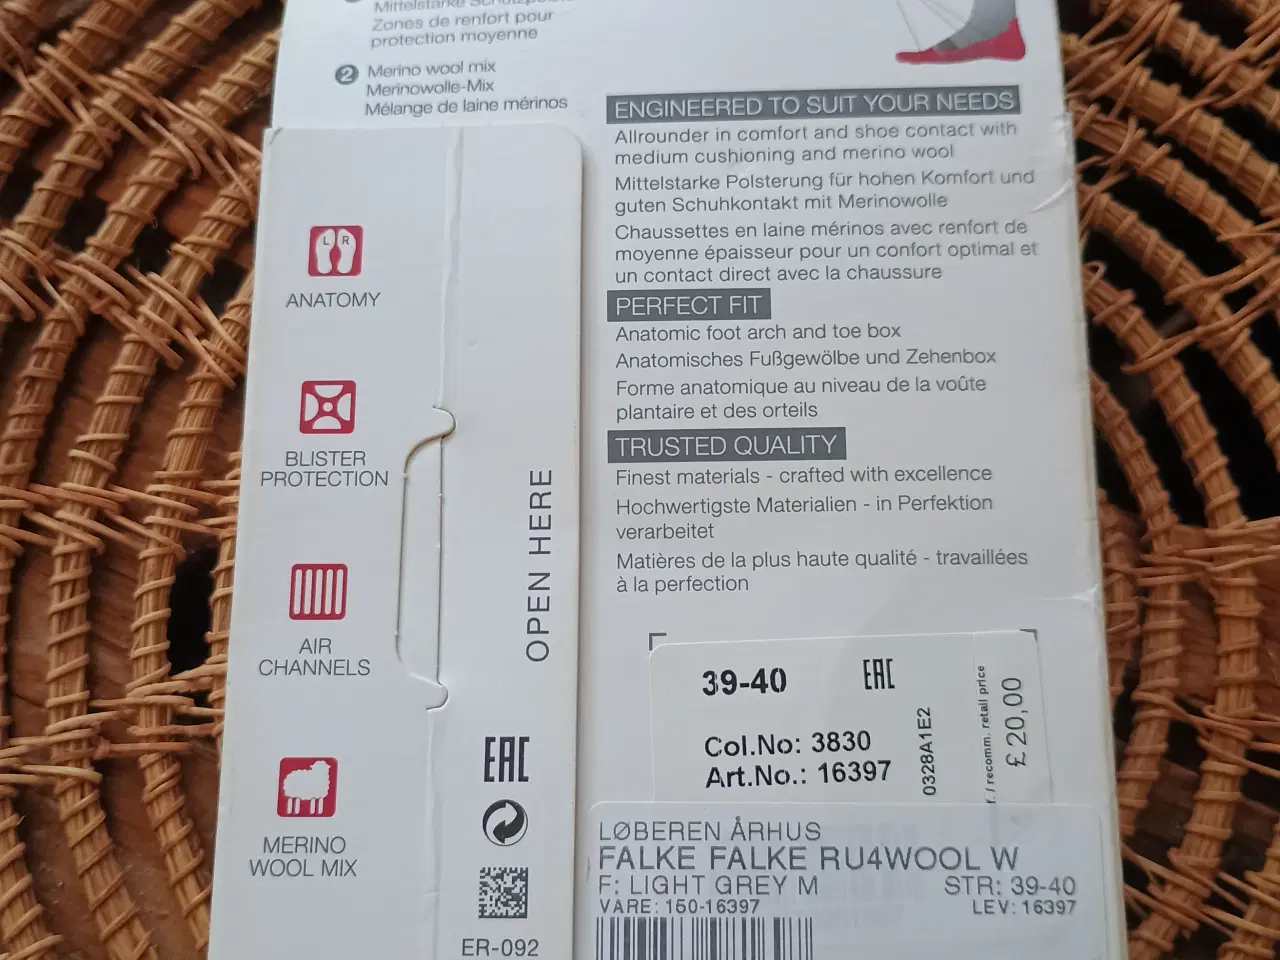 Mittelstarke
Zones de renfort pour
protection moyenne
2 Merino wool mix
Merinowolle-Mix
Mélange de laine mérinos
L R
ANATOMY
BLISTER
PROTECTION
AIR
CHANNELS
MERINO
WOOL MIX
OPEN HERE
EAC
ER-092
ENGINEERED TO SUIT YOUR NEEDS
Allrounder in comfort and shoe contact with
medium cushioning and merino wool
Mittelstarke Polsterung für hohen Komfort und
guten Schuhkontakt mit Merinowolle
Chaussettes en laine mérinos avec renfort de
moyenne épaisseur pour un confort optimal et
un contact direct avec la chaussure
PERFECT FIT
Anatomic foot arch and toe box
Anatomisches Fußgewölbe und Zehenbox
Forme anatomique au niveau de la voûte
plantaire et des orteils
TRUSTED QUALITY
Finest materials - crafted with excellence
Hochwertigste Materialien - in Perfektion
verarbeitet
Matières de la plus haute qualité - travaillées
à la perfection
39-40 EAC
Col.No: 3830
Art.No.: 16397
0328A1E2
r. / recomm. retail price
£ 20,00
LØBEREN ÅRHUS
FALKE FALKE RU4WOOL W
F: LIGHT GREY M STR: 39-40
VARE: 160-16397 LEV: 16397